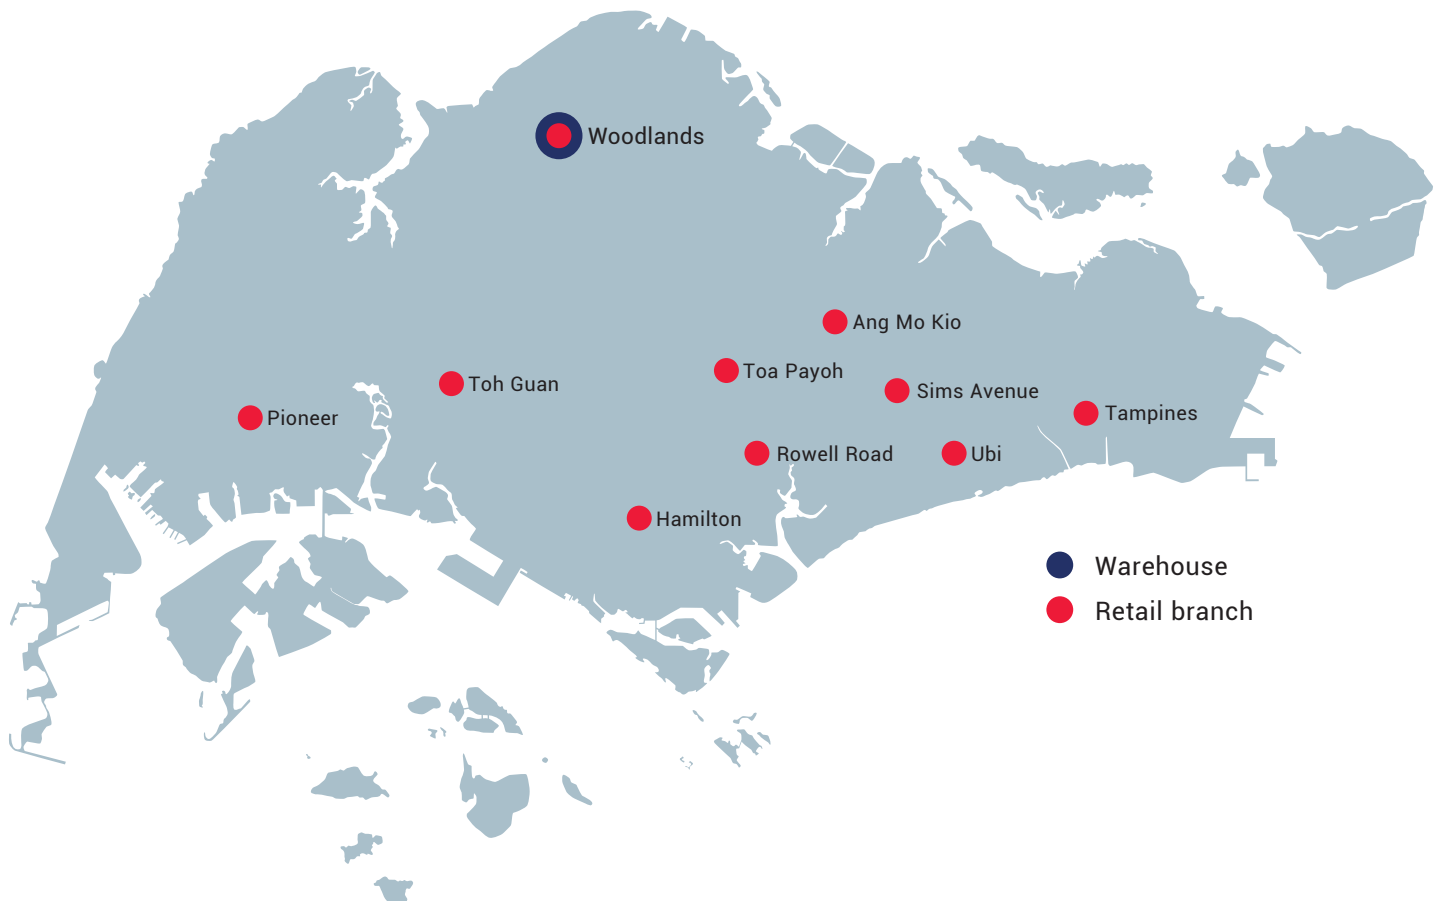 Woodlands
Ang Mo Kio
Toa Payoh
Toh Guan
Sims Avenue
Pioneer
Tampines
Rowell Road
Ubi
Hamilton
Warehouse
Retail branch